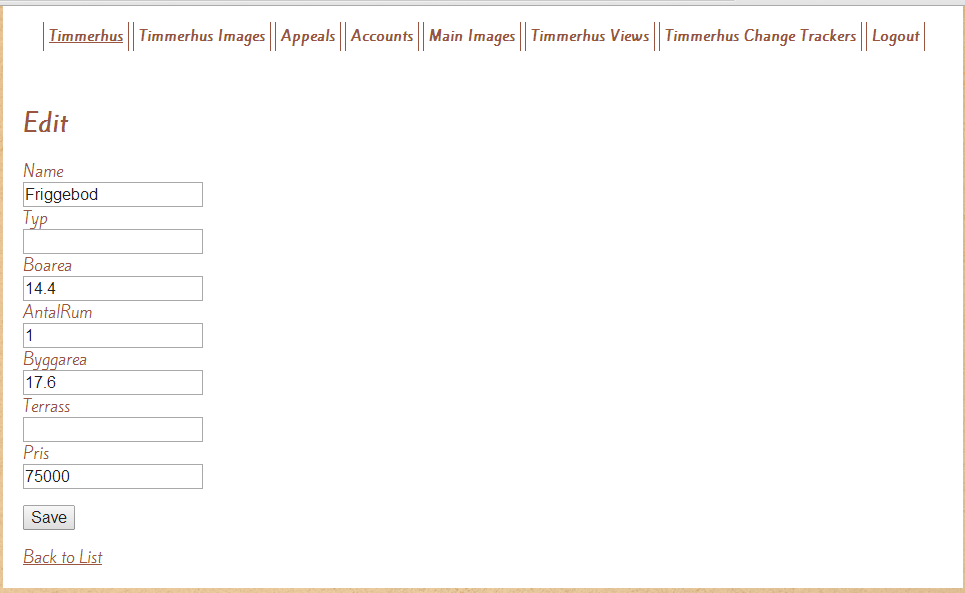 Timmerhus Timmerhus Images Appeals Accounts Main Images Timmerhus Views Timmerhus Change Trackers Logout
Edit
Name
Friggebod
Typ
Boarea
14.4
AntalRum
1
Byggarea
17.6
Terrass
Pris
75000
Save
Back to List